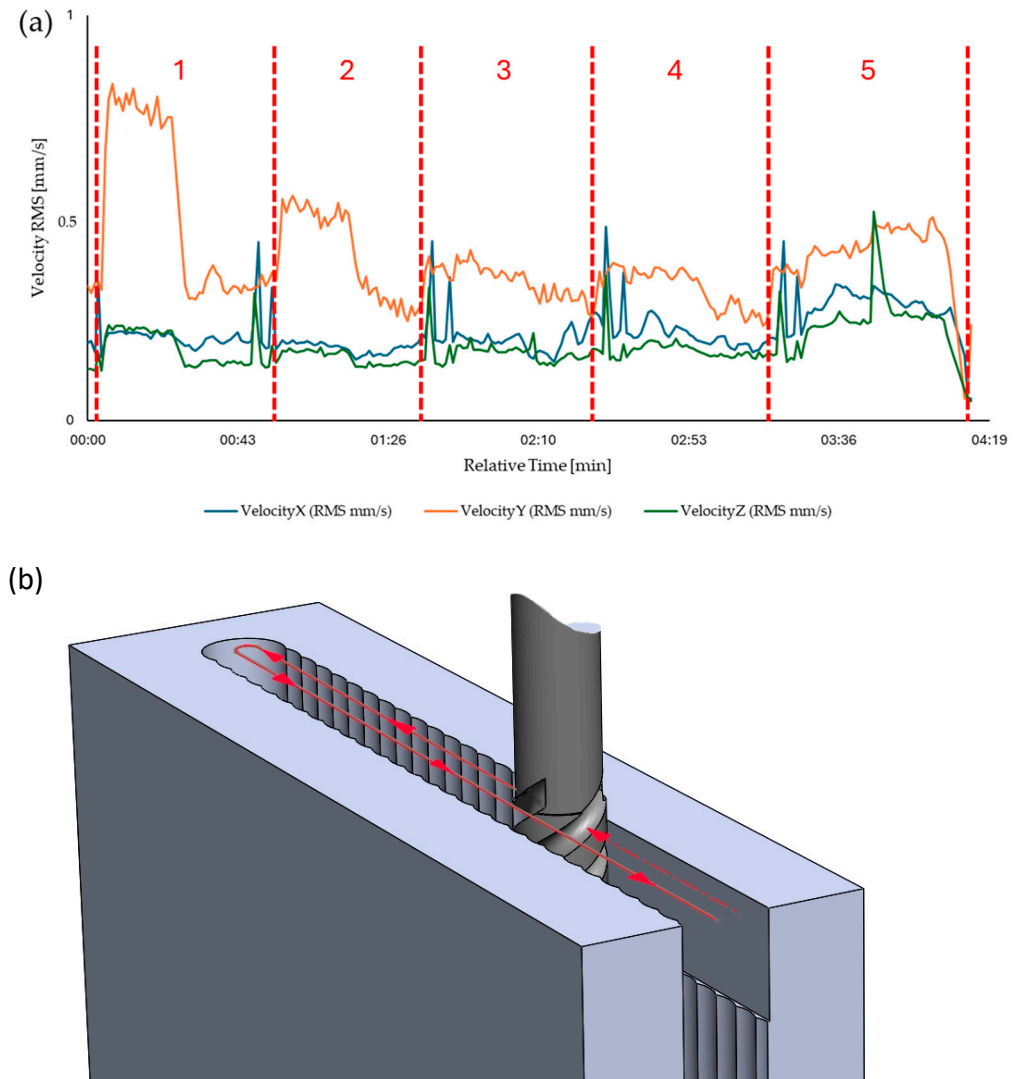 (a)
1
1 2 3 4 5
Velocity RMS [mm/s]
0.5
0
00:00 00:43 01:26 02:10 02:53 03:36 04:19
Relative Time [min]
VelocityX (RMS mm/s) VelocityY (RMS mm/s) VelocityZ (RMS mm/s)
(b)